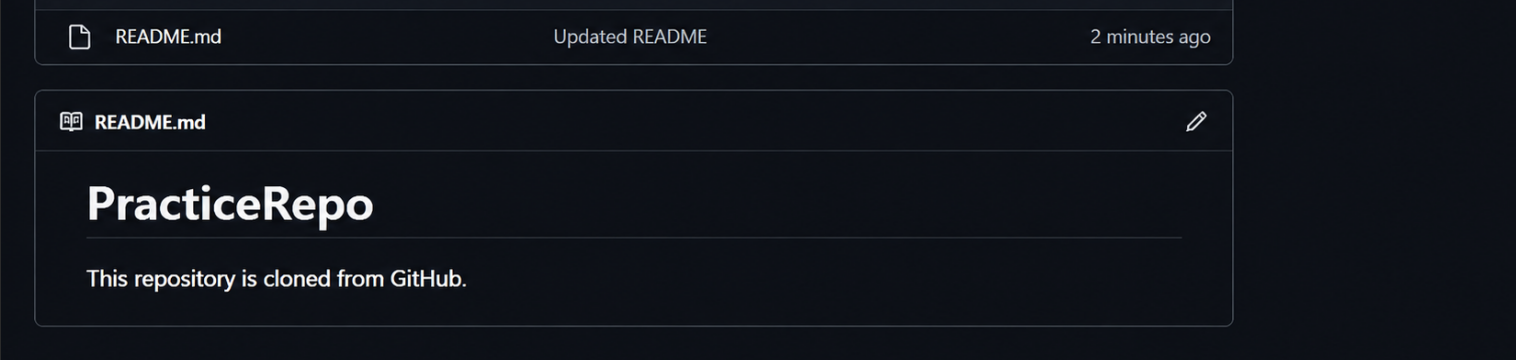 README.md Updated README 2 minutes ago
README.md
PracticeRepo
This repository is cloned from GitHub.